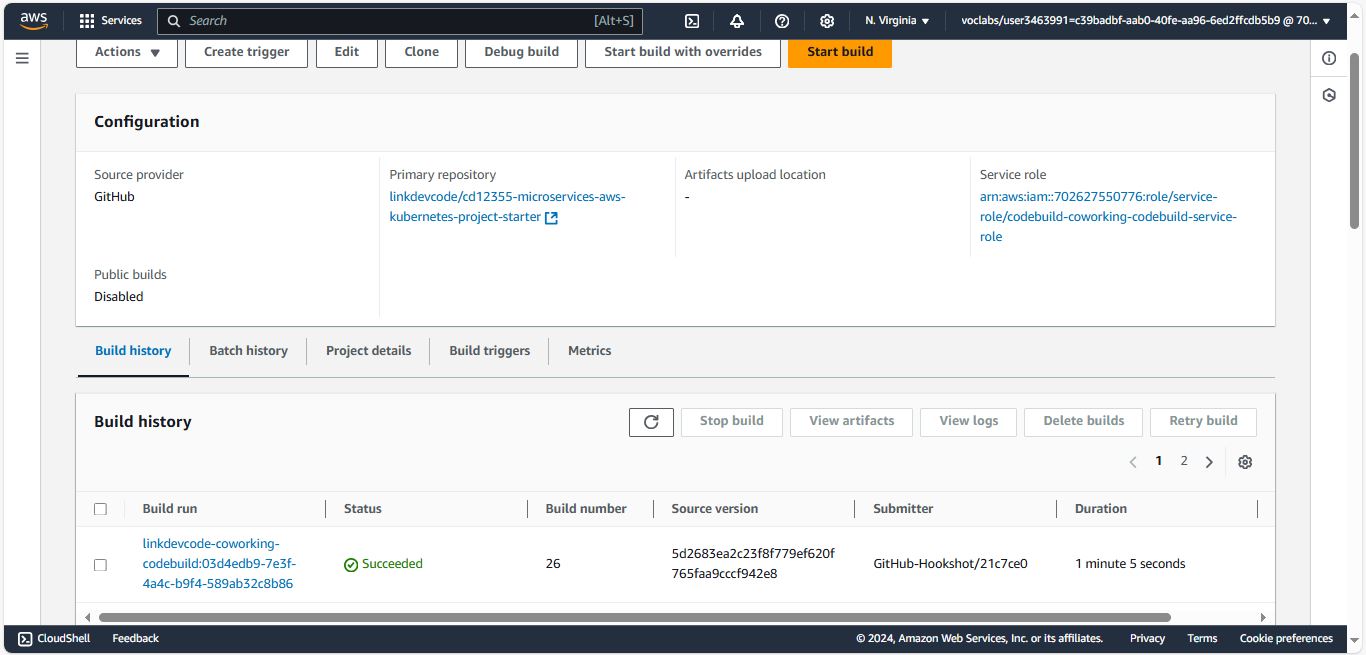 aws Services Search [Alt+S] N. Virginia voclabs/user3463991=c39badbf-aab0-40fe-aa96-6ed2ffcdb5b9 @ 70...
Actions Create trigger Edit Clone Debug build Start build with overrides Start build
Configuration
Source provider
GitHub
Primary repository
linkdevcode/cd12355-microservices-aws-
kubernetes-project-starter
Artifacts upload location
-
Service role
arn:aws:iam::702627550776:role/service-
role/codebuild-coworking-codebuild-service-
role
Public builds
Disabled
Build history Batch history Project details Build triggers Metrics
Build history Stop build View artifacts View logs Delete builds Retry build
1 2
Build run Status Build number Source version Submitter Duration
linkdevcode-coworking-
codebuild:03d4edb9-7e3f-
4a4c-b9f4-589ab32c8b86
Succeeded
26
5d2683ea2c23f8f779ef620f
765faa9cccf942e8
GitHub-Hookshot/21c7ce0
1 minute 5 seconds
CloudShell Feedback © 2024, Amazon Web Services, Inc. or its affiliates. Privacy Terms Cookie preferences